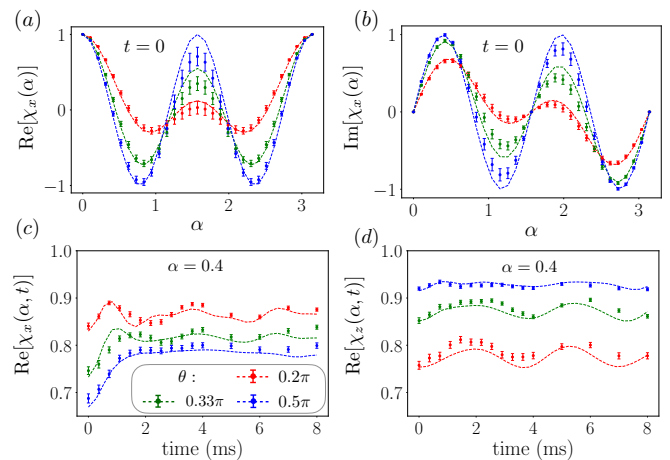 (a)
t = 0
Re[χx(α)]
1
0
−1
0
1
2
3
α
(b)
t = 0
Im[χx(α)]
1
0
−1
0
1
2
3
α
(c)
α = 0.4
Re[χx(α, t)]
1.0
0.9
0.8
0.7
θ :
0.2π
0.33π
0.5π
0
2
4
6
8
time (ms)
(d)
α = 0.4
Re[χz(α, t)]
1.0
0.9
0.8
0.7
0
2
4
6
8
time (ms)